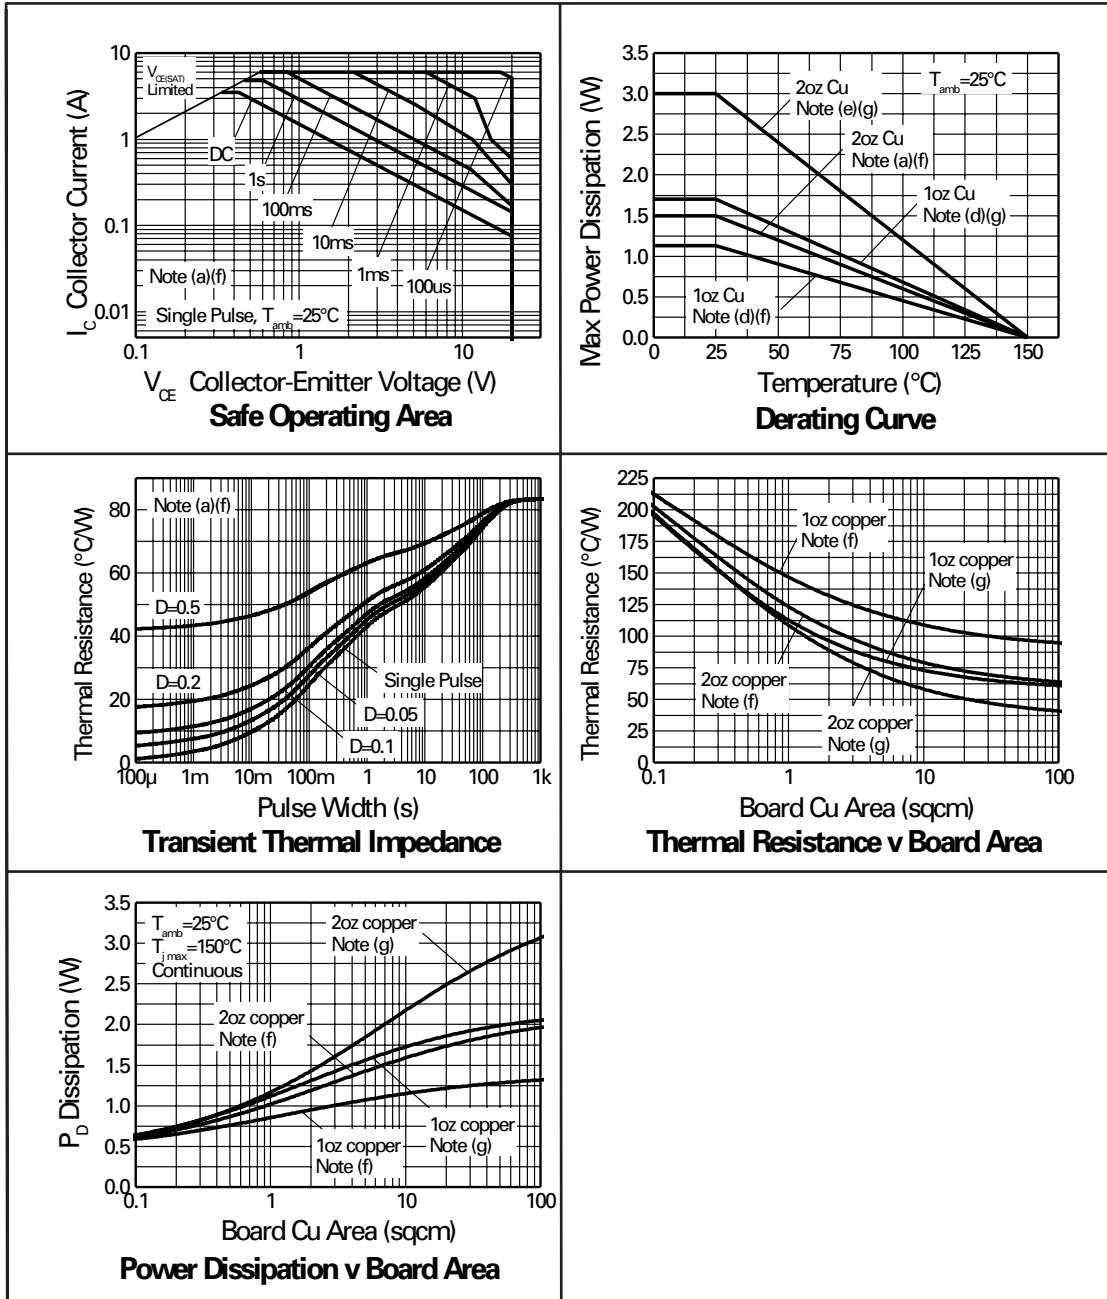 10
1
0.1
0.01
0.1
1
10
I_C Collector Current (A)
V_CE(SAT)
Limited
DC
1s
100ms
10ms
1ms
100us
Note (a)(f)
Single Pulse, T_amb=25°C
V_CE Collector-Emitter Voltage (V)
Safe Operating Area
3.5
3.0
2.5
2.0
1.5
1.0
0.5
0.0
0
25
50
75
100
125
150
Max Power Dissipation (W)
T_amb=25°C
2oz Cu
Note (e)(g)
2oz Cu
Note (a)(f)
1oz Cu
Note (d)(g)
1oz Cu
Note (d)(f)
Temperature (°C)
Derating Curve
80
60
40
20
0
100µ
1m
10m
100m
1
10
100
1k
Thermal Resistance (°C/W)
Note (a)(f)
D=0.5
D=0.2
Single Pulse
D=0.05
D=0.1
Pulse Width (s)
Transient Thermal Impedance
225
200
175
150
125
100
75
50
25
0
0.1
1
10
100
Thermal Resistance (°C/W)
1oz copper
Note (f)
1oz copper
Note (g)
2oz copper
Note (f)
2oz copper
Note (g)
Board Cu Area (sqcm)
Thermal Resistance v Board Area
3.5
3.0
2.5
2.0
1.5
1.0
0.5
0.0
0.1
1
10
100
P_D Dissipation (W)
T_amb=25°C
T_j max=150°C
Continuous
2oz copper
Note (g)
2oz copper
Note (f)
1oz copper
Note (g)
1oz copper
Note (f)
Board Cu Area (sqcm)
Power Dissipation v Board Area